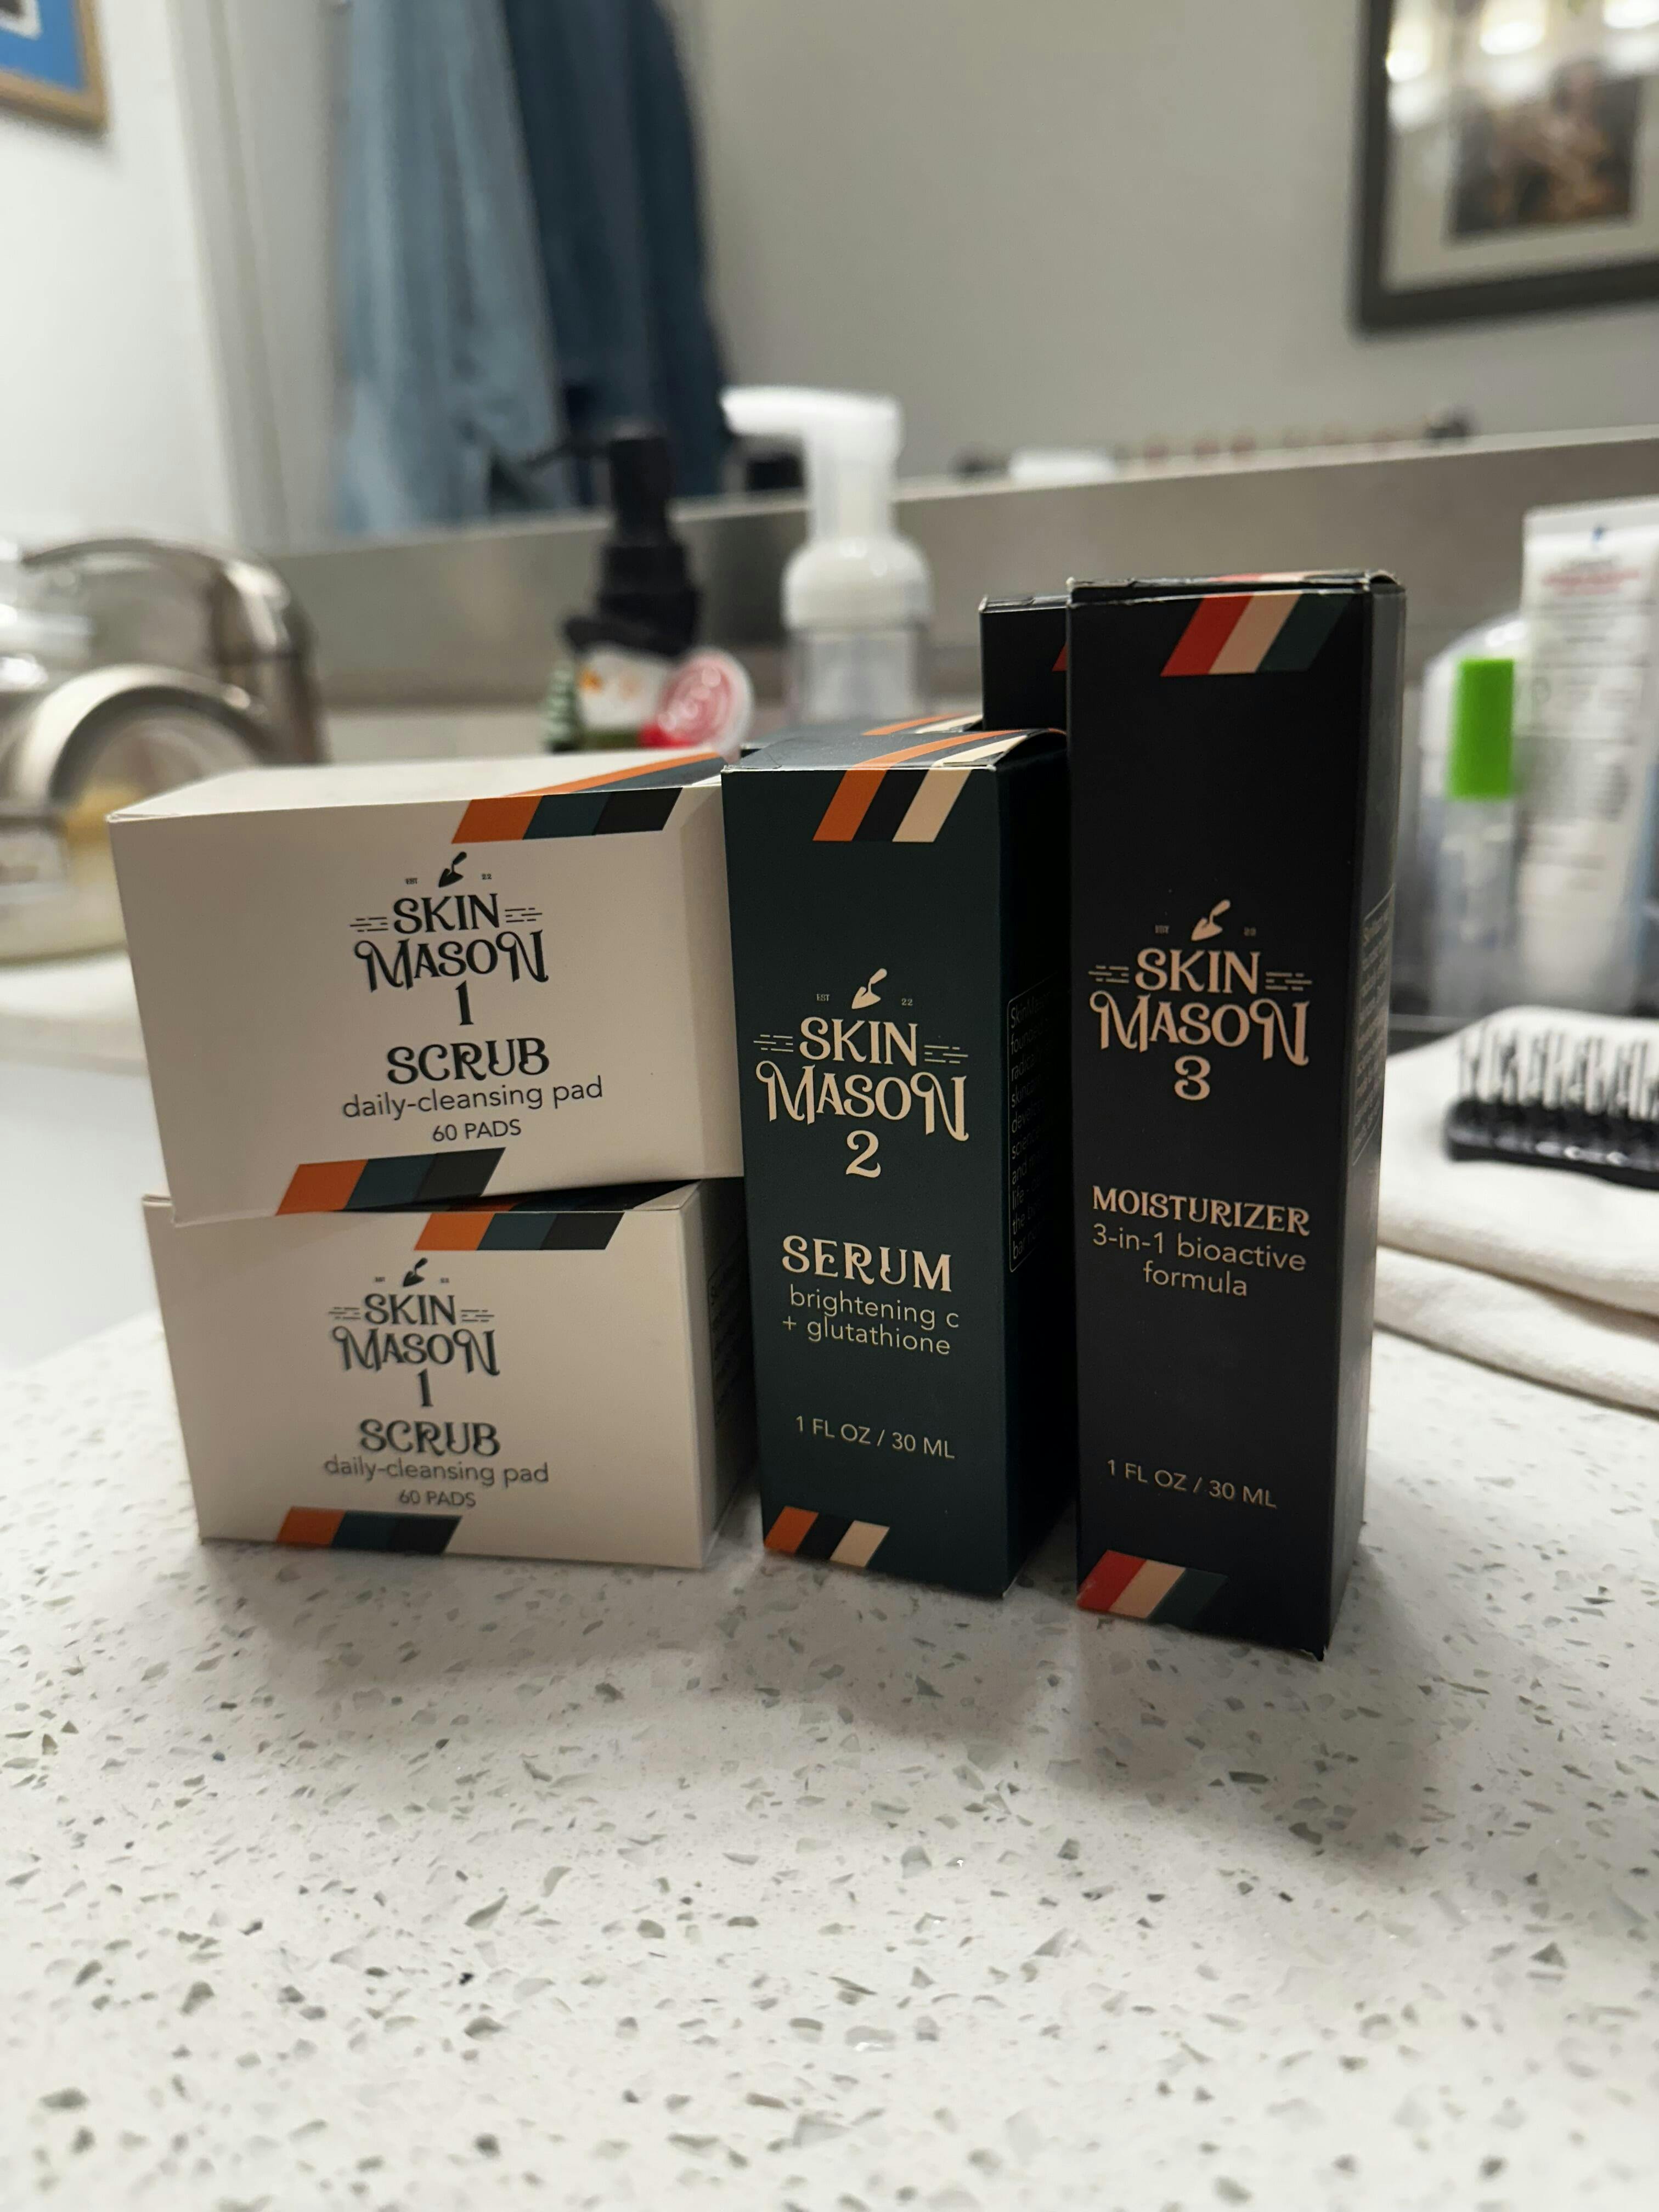 EST 22
SKIN
MASON
1
SCRUB
daily-cleansing pad
60 PADS
EST 22
SKIN
MASON
1
SCRUB
daily-cleansing pad
60 PADS
EST 22
SKIN
MASON
2
SERUM
brightening c
+ glutathione
1 FL OZ / 30 ML
EST 22
SKIN
MASON
3
MOISTURIZER
3-in-1 bioactive
formula
1 FL OZ / 30 ML